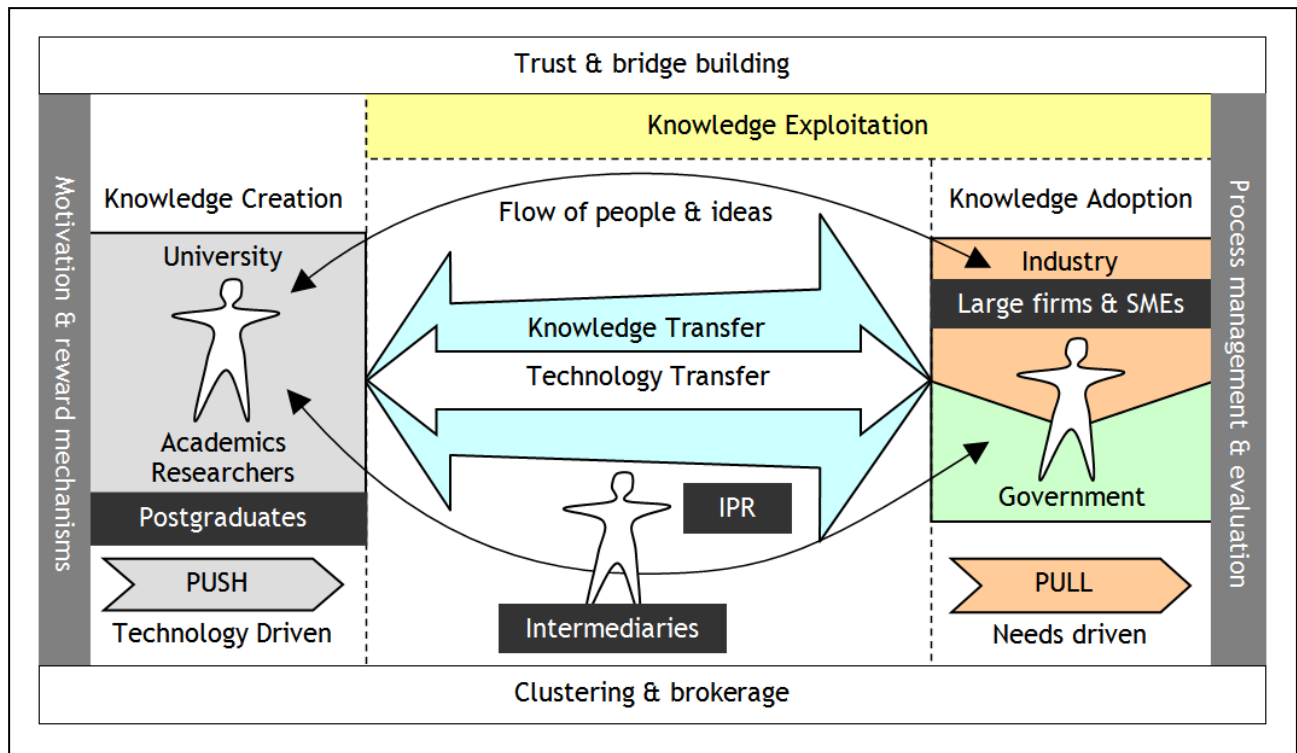 Trust & bridge building
Knowledge Exploitation
Motivation & reward mechanisms
Knowledge Creation
Flow of people & ideas
Knowledge Adoption
Process management & evaluation
University
Industry
Large firms & SMEs
Knowledge Transfer
Technology Transfer
Academics
Researchers
Postgraduates
IPR
Government
PUSH
PULL
Technology Driven
Intermediaries
Needs driven
Clustering & brokerage